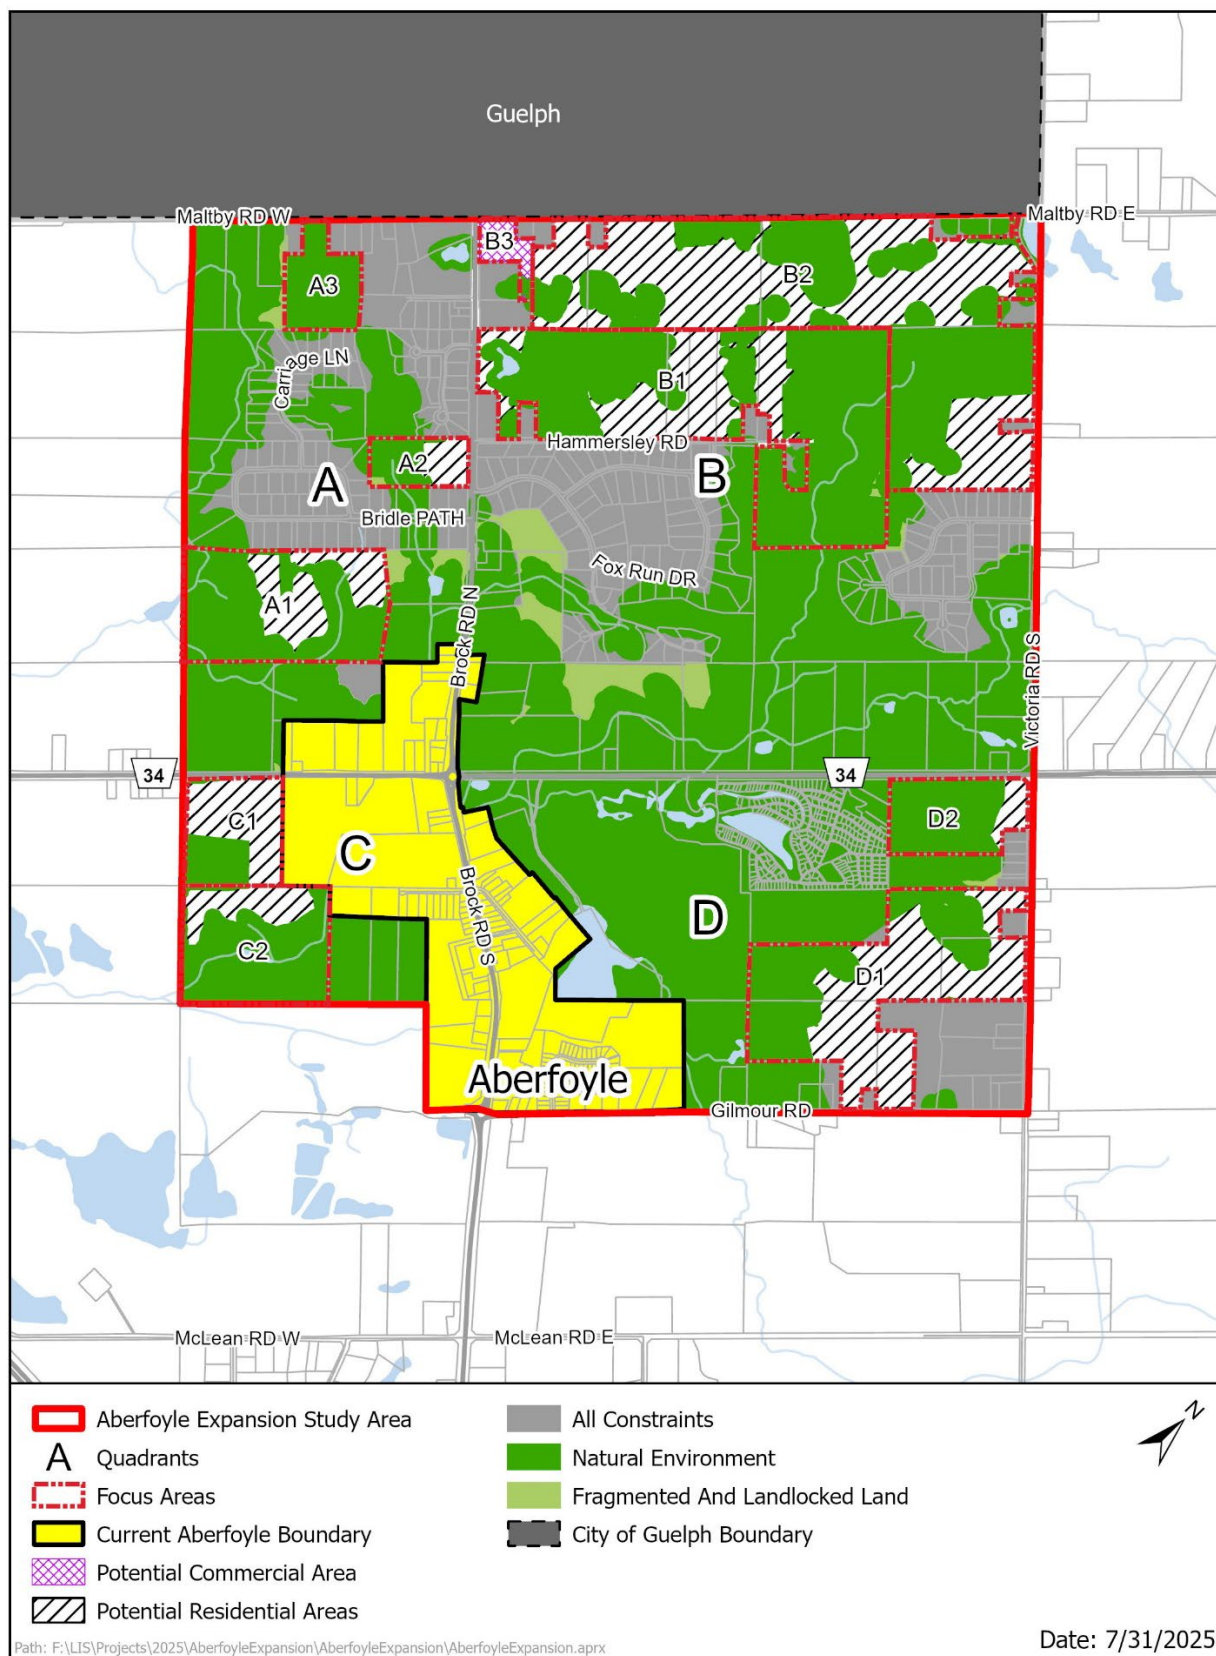 Guelph
Maltby RD W
Maltby RD E
B3
A3
B2
Carriage LN
B1
Hammersley RD
A2
A
B
Bridle PATH
Fox Run DR
A1
Brock RD N
Victoria RD S
34
34
C1
D2
C
Brock RD S
D
C2
D1
Aberfoyle
Gilmour RD
McLean RD W
McLean RD E
Aberfoyle Expansion Study Area
A Quadrants
Focus Areas
Current Aberfoyle Boundary
Potential Commercial Area
Potential Residential Areas
All Constraints
Natural Environment
Fragmented And Landlocked Land
City of Guelph Boundary
N
Path: F:\LIS\Projects\2025\AberfoyleExpansion\AberfoyleExpansion\AberfoyleExpansion.aprx
Date: 7/31/2025